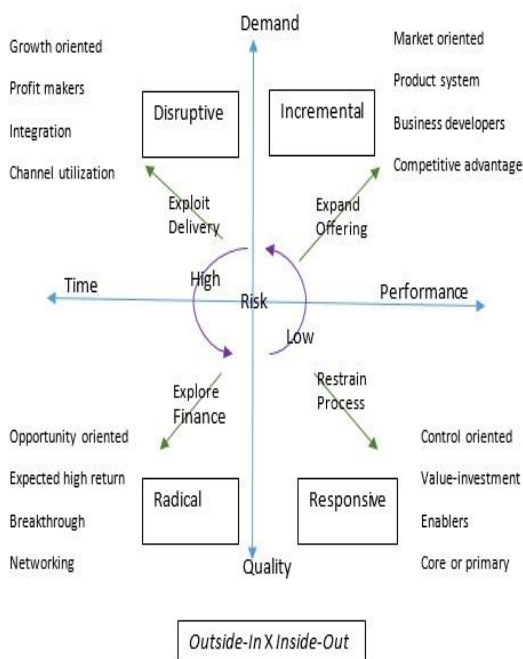 Demand
Growth oriented
Profit makers
Integration
Channel utilization
Disruptive
Incremental
Market oriented
Product system
Business developers
Competitive advantage
Exploit
Delivery
Expand
Offering
Time
High
Risk
Performance
Low
Explore
Finance
Restrain
Process
Opportunity oriented
Expected high return
Breakthrough
Networking
Radical
Responsive
Control oriented
Value-investment
Enablers
Core or primary
Quality
Outside-In X Inside-Out